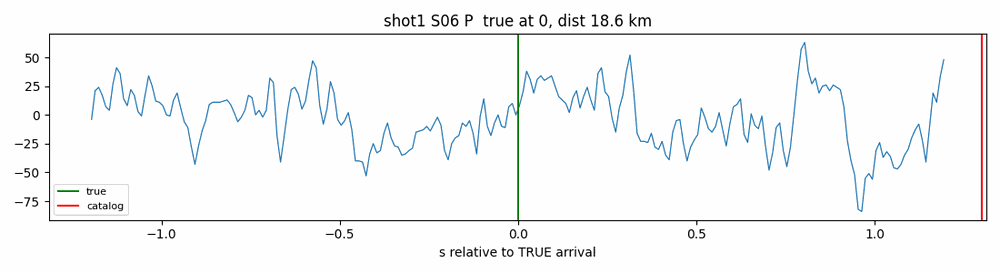 shot1 S06 P  true at 0, dist 18.6 km
50
25
0
−25
−50
−75
true
catalog
−1.0
−0.5
0.0
0.5
1.0
s relative to TRUE arrival